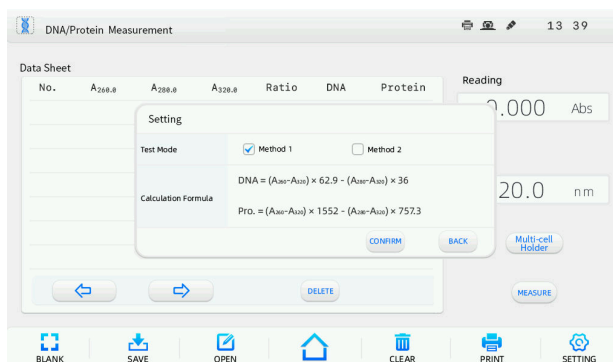 DNA/Protein Measurement
13 39
Data Sheet
No. A260.0 A280.0 A320.0 Ratio DNA Protein
Reading
.000 Abs
Setting
Test Mode Method 1 Method 2
Calculation Formula
DNA = (A260-A320) × 62.9 - (A280-A320) × 36
Pro. = (A260-A320) × 1552 - (A280-A320) × 757.3
20.0 nm
CONFIRM BACK
Multi-cell
Holder
DELETE
MEASURE
BLANK SAVE OPEN CLEAR PRINT SETTING